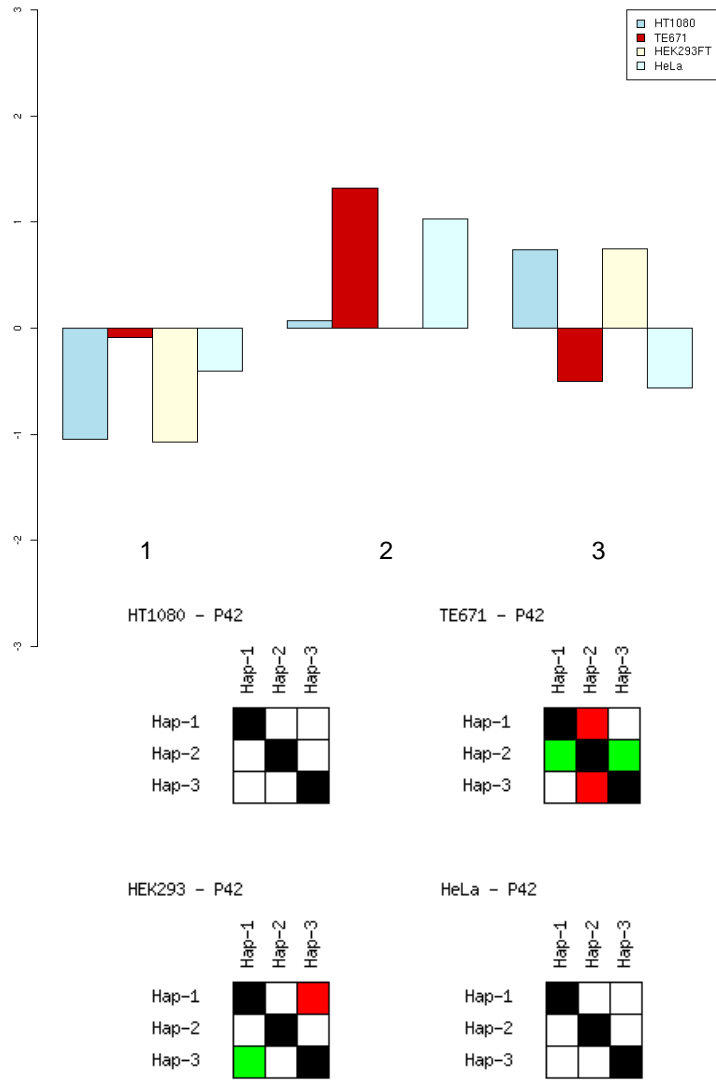 3
2
1
0
-1
-2
-3
HT1080
TE671
HEK293FT
HeLa
1 2 3
HT1080 - P42
Hap-1 Hap-2 Hap-3
Hap-1
Hap-2
Hap-3
TE671 - P42
Hap-1 Hap-2 Hap-3
Hap-1
Hap-2
Hap-3
HEK293 - P42
Hap-1 Hap-2 Hap-3
Hap-1
Hap-2
Hap-3
HeLa - P42
Hap-1 Hap-2 Hap-3
Hap-1
Hap-2
Hap-3